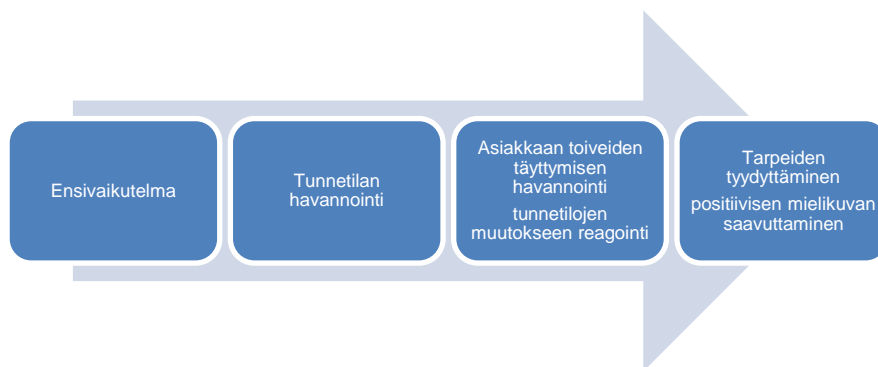 Ensivaikutelma
Tunnetilan
havannointi
Asiakkaan toiveiden
täyttymisen
havannointi
tunnetilojen
muutokseen reagointi
Tarpeiden
tyydyttäminen
positiivisen mielikuvan
saavuttaminen